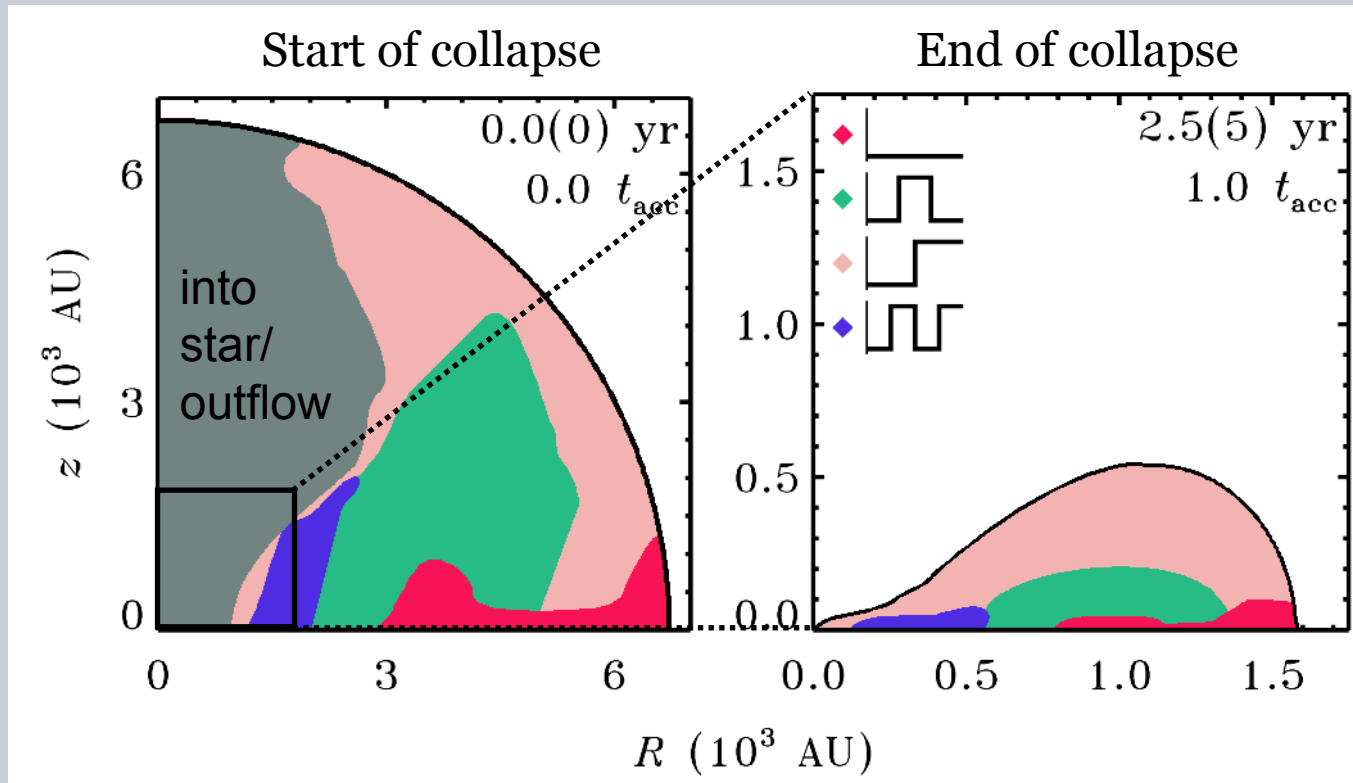 Start of collapse
End of collapse
0.0(0) yr
0.0 t_acc
into
star/
outflow
z (10³ AU)
6
3
0
0
3
6
2.5(5) yr
1.0 t_acc
1.5
1.0
0.5
0.0
0.0
0.5
1.0
1.5
R (10³ AU)